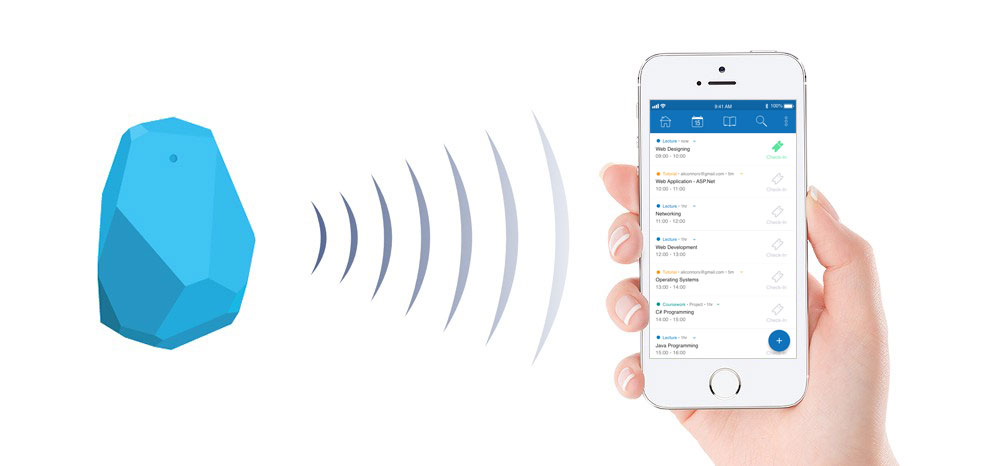 9:41 AM 100%
15
Lecture • now
Web Designing
09:00 - 10:00
Check in
Tutorial • alicomoro@gmail.com • 5m
Web Application - ASP.Net
10:00 - 11:00
Check in
Lecture • 1hr
Networking
11:00 - 12:00
Check in
Lecture • 1hr
Web Development
12:00 - 13:00
Check in
Tutorial • alicomoro@gmail.com • 5m
Operating Systems
13:00 - 14:00
Check in
Coursework • Project • 1hr
C# Programming
14:00 - 15:00
Check in
Lecture • 1hr
Java Programming
15:00 - 16:00
+